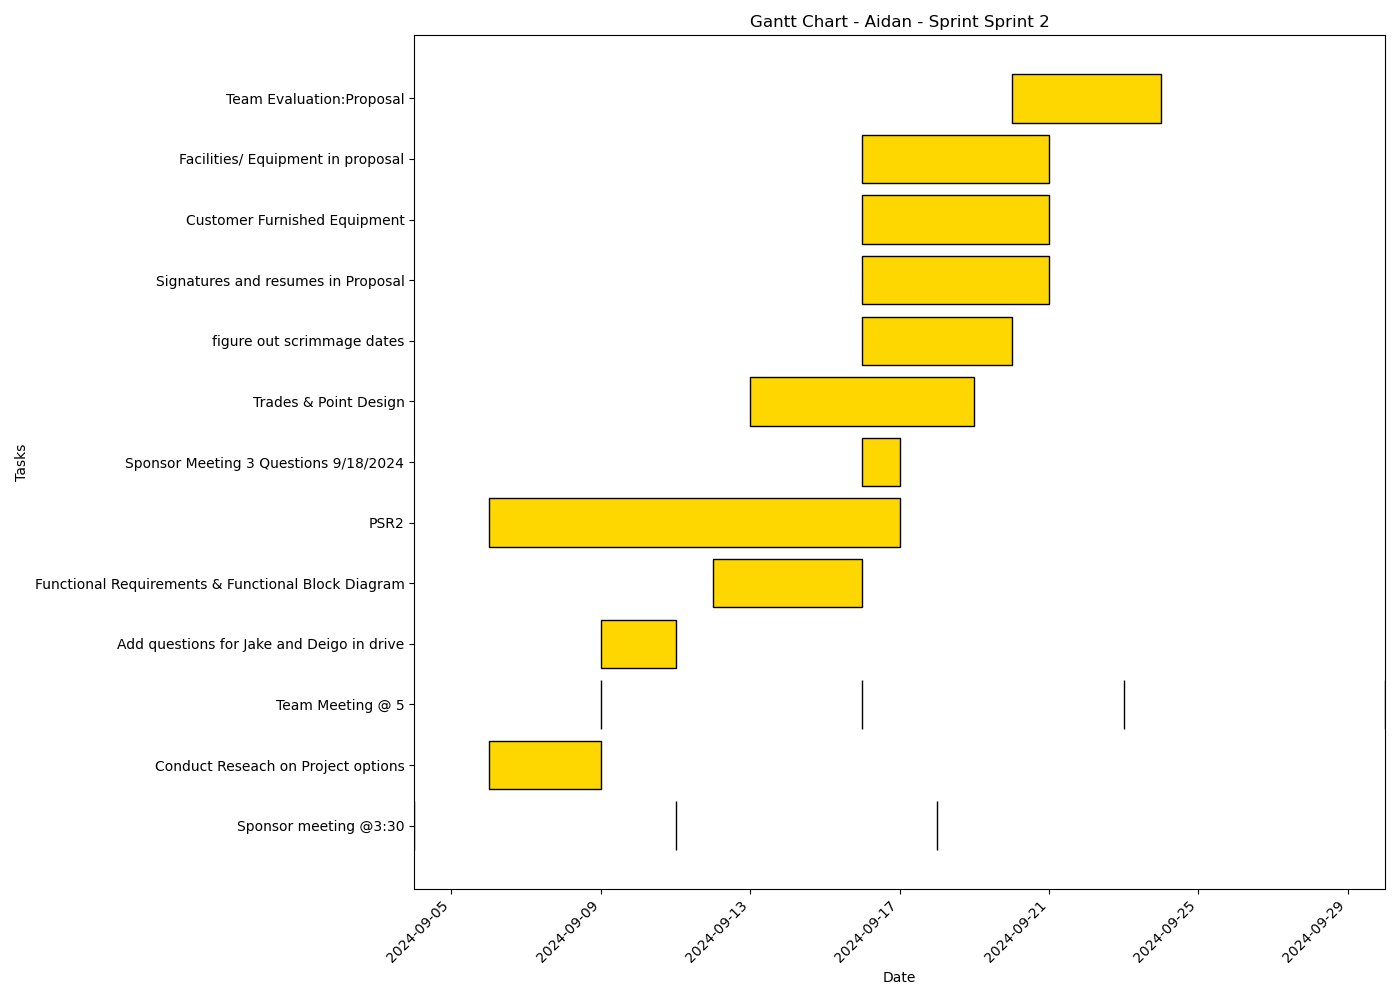 Gantt Chart - Aidan - Sprint Sprint 2
Team Evaluation:Proposal
Facilities/ Equipment in proposal
Customer Furnished Equipment
Signatures and resumes in Proposal
figure out scrimmage dates
Trades & Point Design
Sponsor Meeting 3 Questions 9/18/2024
PSR2
Functional Requirements & Functional Block Diagram
Add questions for Jake and Deigo in drive
Team Meeting @ 5
Conduct Reseach on Project options
Sponsor meeting @3:30
Tasks
2024-09-05
2024-09-09
2024-09-13
2024-09-17
2024-09-21
2024-09-25
2024-09-29
Date